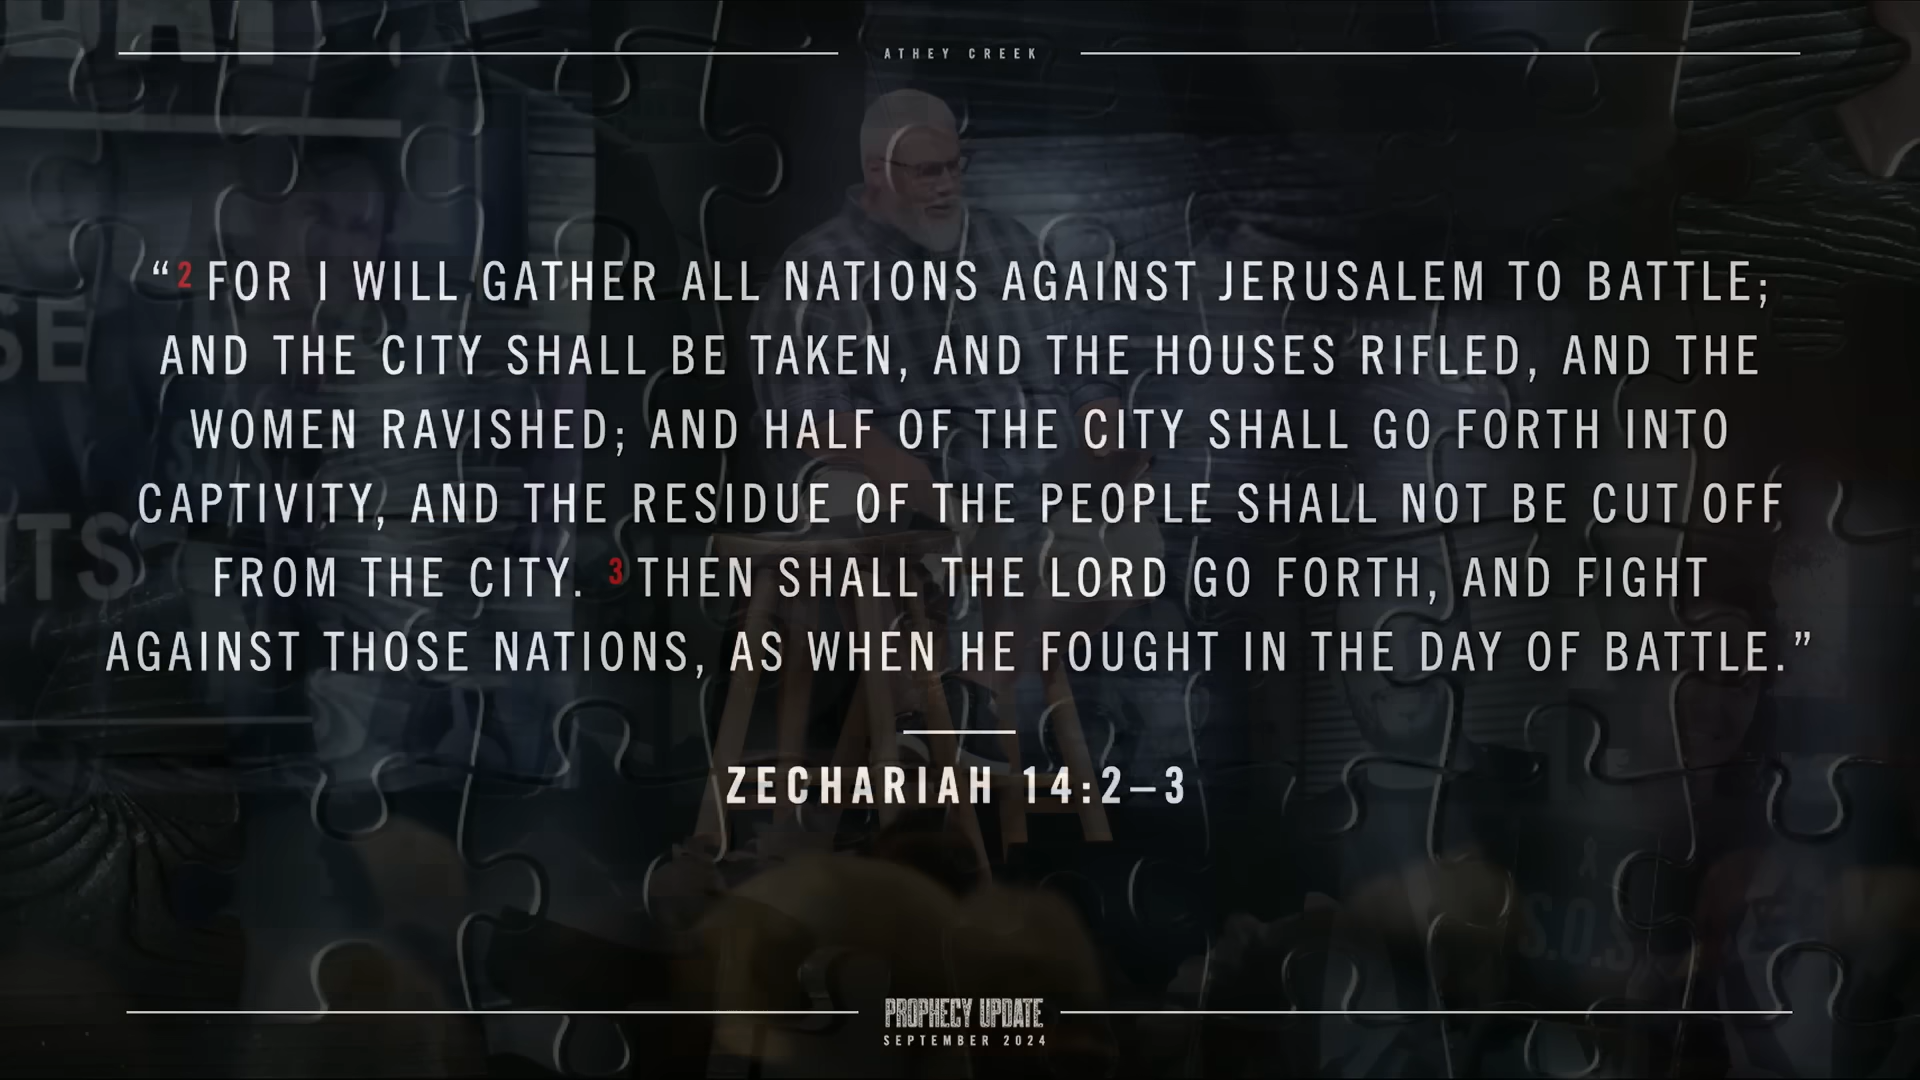 ATHEY CREEK
“2 FOR I WILL GATHER ALL NATIONS AGAINST JERUSALEM TO BATTLE;
AND THE CITY SHALL BE TAKEN, AND THE HOUSES RIFLED, AND THE
WOMEN RAVISHED; AND HALF OF THE CITY SHALL GO FORTH INTO
CAPTIVITY, AND THE RESIDUE OF THE PEOPLE SHALL NOT BE CUT OFF
FROM THE CITY. 3 THEN SHALL THE LORD GO FORTH, AND FIGHT
AGAINST THOSE NATIONS, AS WHEN HE FOUGHT IN THE DAY OF BATTLE.”
ZECHARIAH 14:2–3
S.O.S
PROPHECY UPDATE
SEPTEMBER 2024